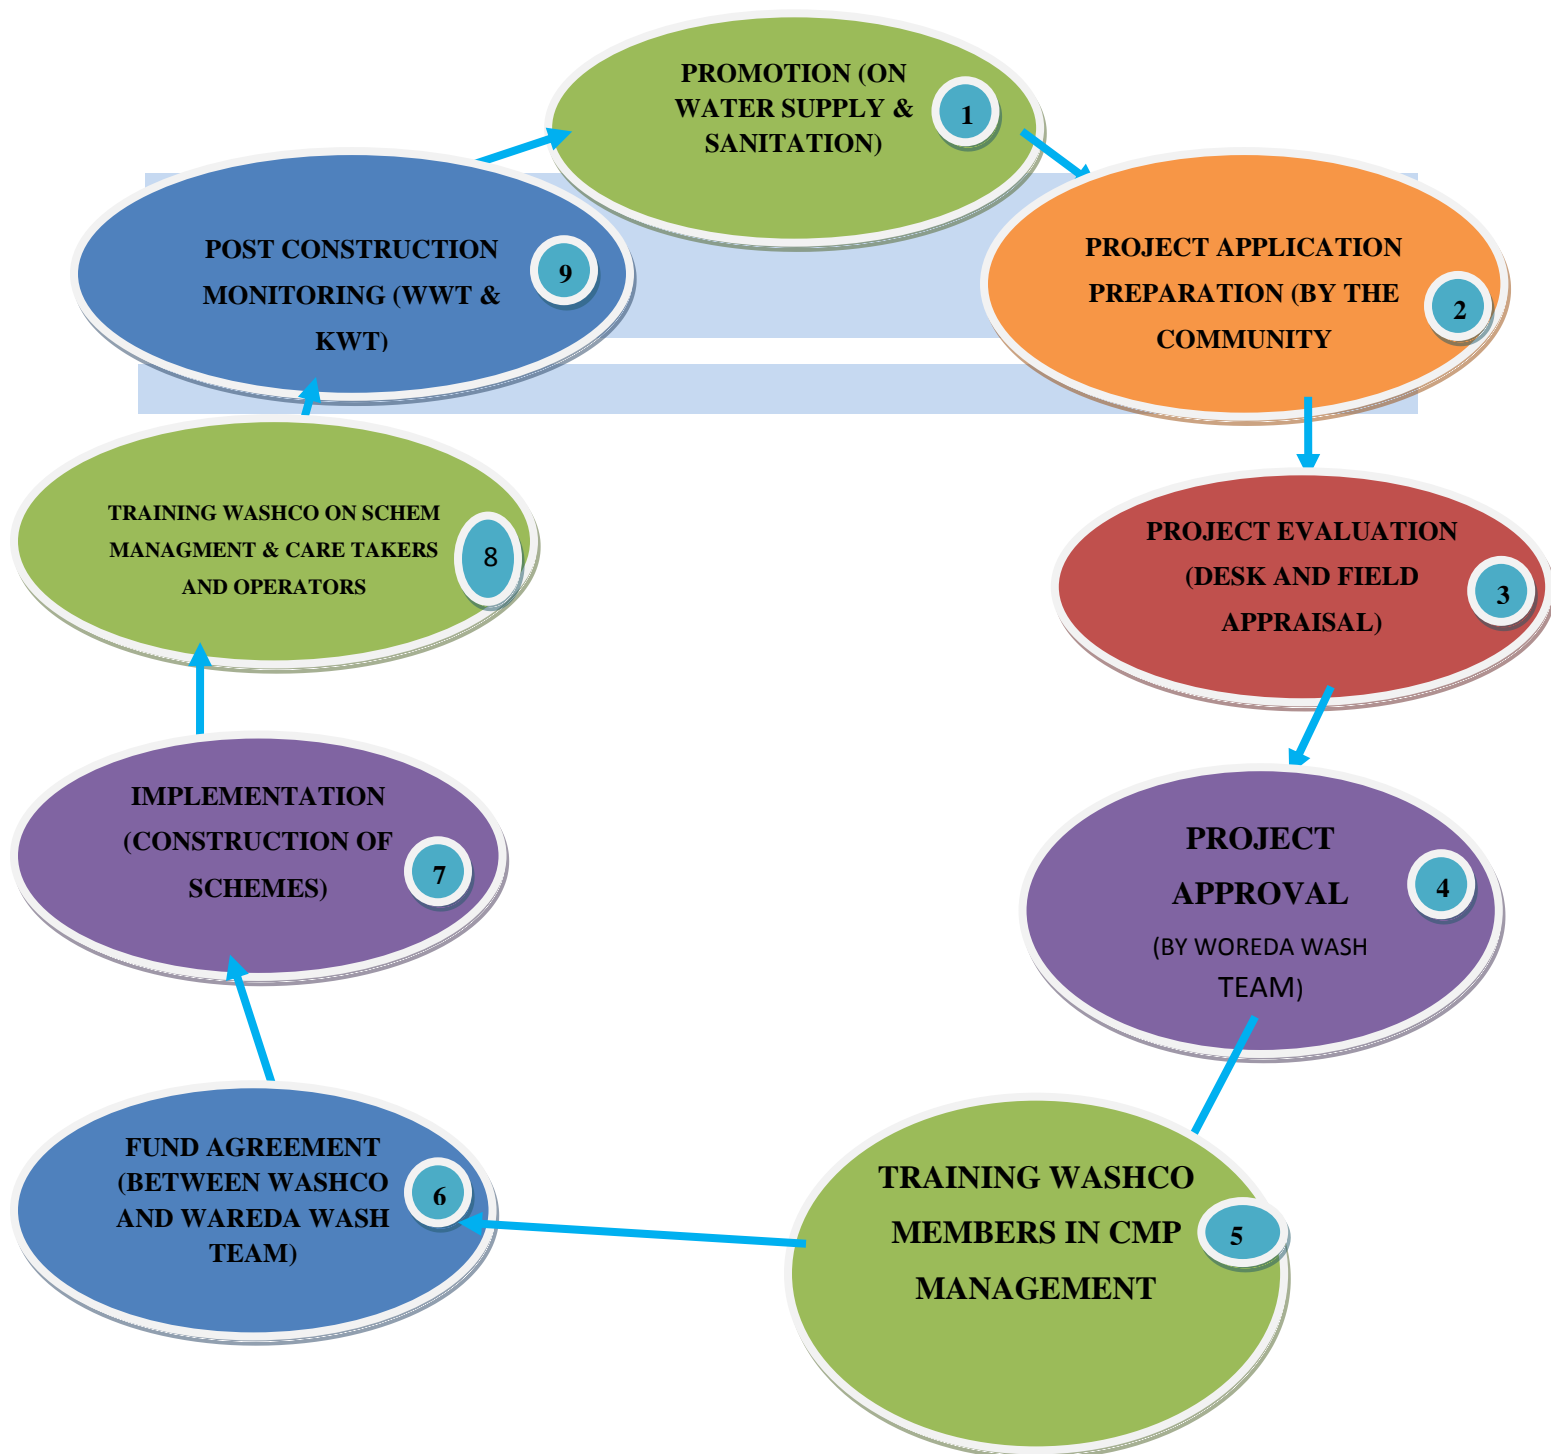 PROMOTION (ON
WATER SUPPLY &
SANITATION)
1
PROJECT APPLICATION
PREPARATION (BY THE
COMMUNITY
2
PROJECT EVALUATION
(DESK AND FIELD
APPRAISAL)
3
PROJECT
APPROVAL
(BY WOREDA WASH
TEAM)
4
TRAINING WASHCO
MEMBERS IN CMP
MANAGEMENT
5
FUND AGREEMENT
(BETWEEN WASHCO
AND WAREDA WASH
TEAM)
6
IMPLEMENTATION
(CONSTRUCTION OF
SCHEMES)
7
TRAINING WASHCO ON SCHEM
MANAGMENT & CARE TAKERS
AND OPERATORS
8
POST CONSTRUCTION
MONITORING (WWT &
KWT)
9